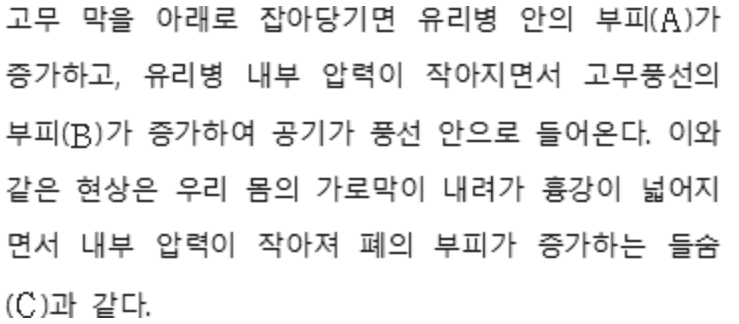 고무 막을 아래로 잡아당기면 유리병 안의 부피(A)가
증가하고, 유리병 내부 압력이 작아지면서 고무풍선의
부피(B)가 증가하여 공기가 풍선 안으로 들어온다. 이와
같은 현상은 우리 몸의 가로막이 내려가 흉강이 넓어지
면서 내부 압력이 작아져 폐의 부피가 증가하는 들숨
(C)과 같다.